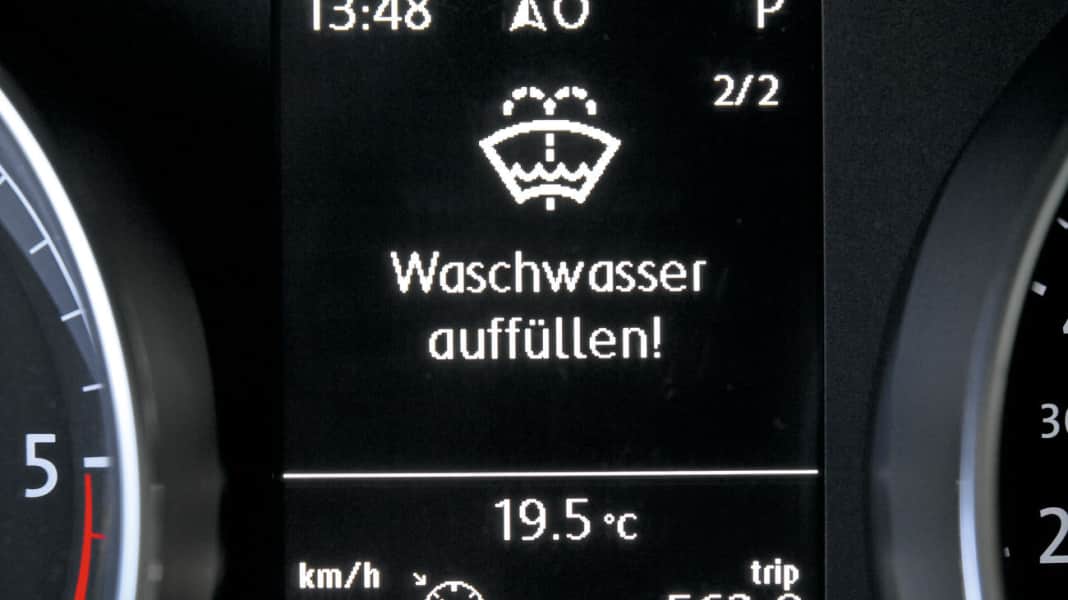 13:48 O P
2/2
Waschwasser
auffüllen!
5
19.5 °C
km/h trip